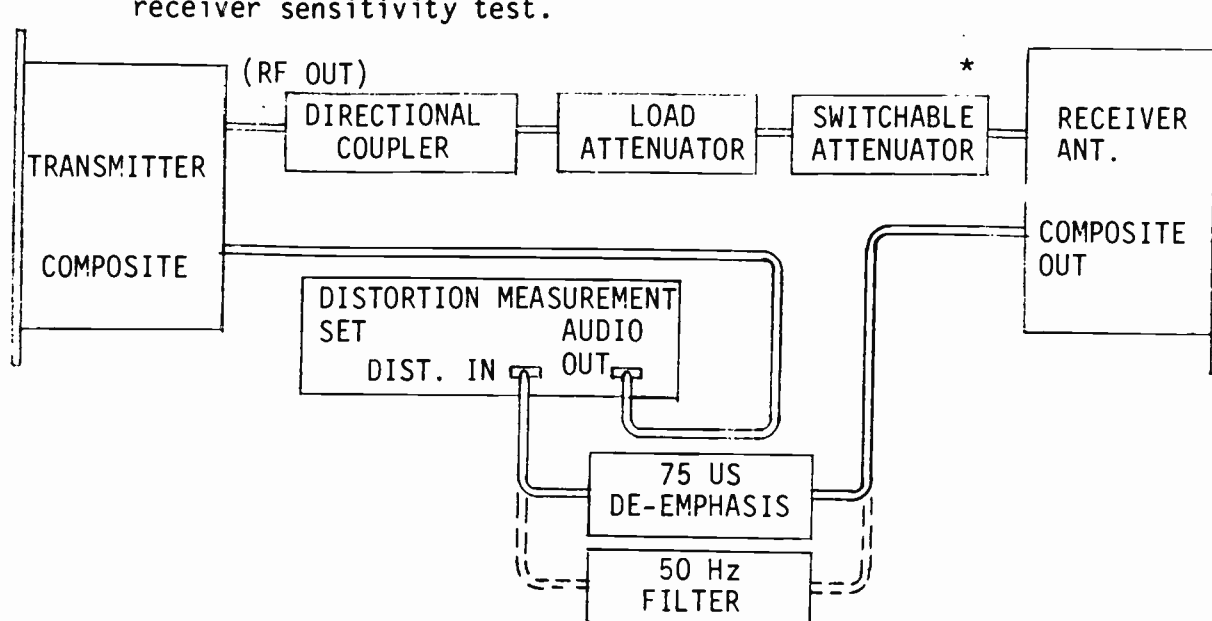 receiver sensitivity test.
(RF OUT)
*
DIRECTIONAL
COUPLER
LOAD
ATTENUATOR
SWITCHABLE
ATTENUATOR
RECEIVER
ANT.
TRANSMITTER
COMPOSITE
COMPOSITE
OUT
DISTORTION MEASUREMENT
SET
AUDIO
OUT
DIST. IN
75 US
DE-EMPHASIS
50 Hz
FILTER